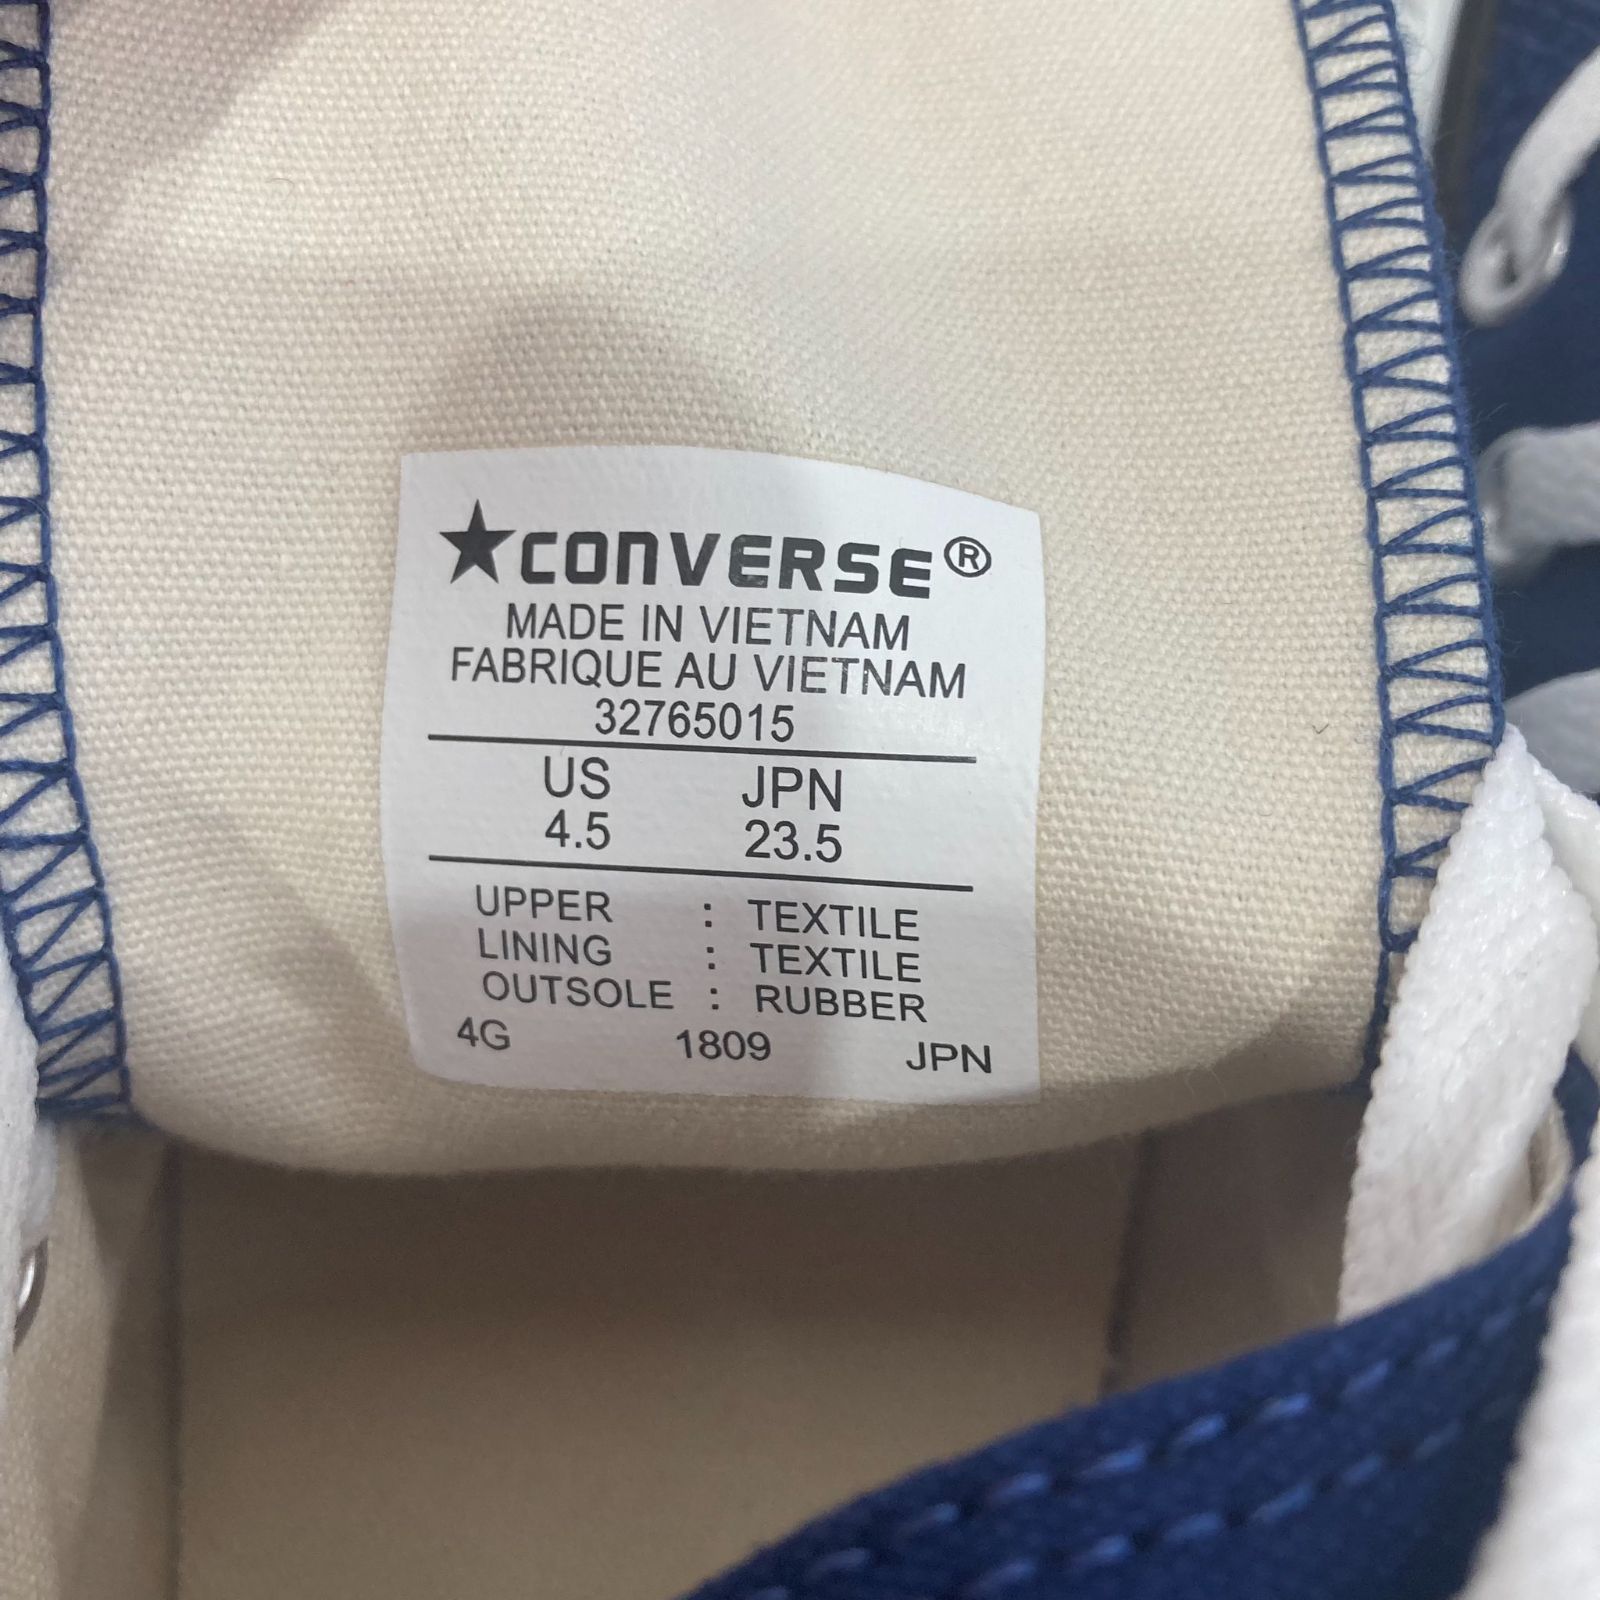 ★CONVERSE®
MADE IN VIETNAM
FABRIQUE AU VIETNAM
32765015
US JPN
4.5 23.5
UPPER : TEXTILE
LINING : TEXTILE
OUTSOLE : RUBBER
4G 1809 JPN